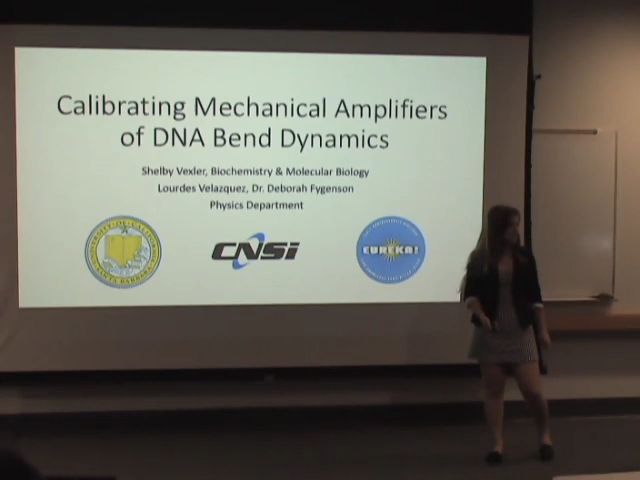 Calibrating Mechanical Amplifiers
of DNA Bend Dynamics
Shelby Vexler, Biochemistry & Molecular Biology
Lourdes Velazquez, Dr. Deborah Fygenson
Physics Department
CNSi
EUREKA!